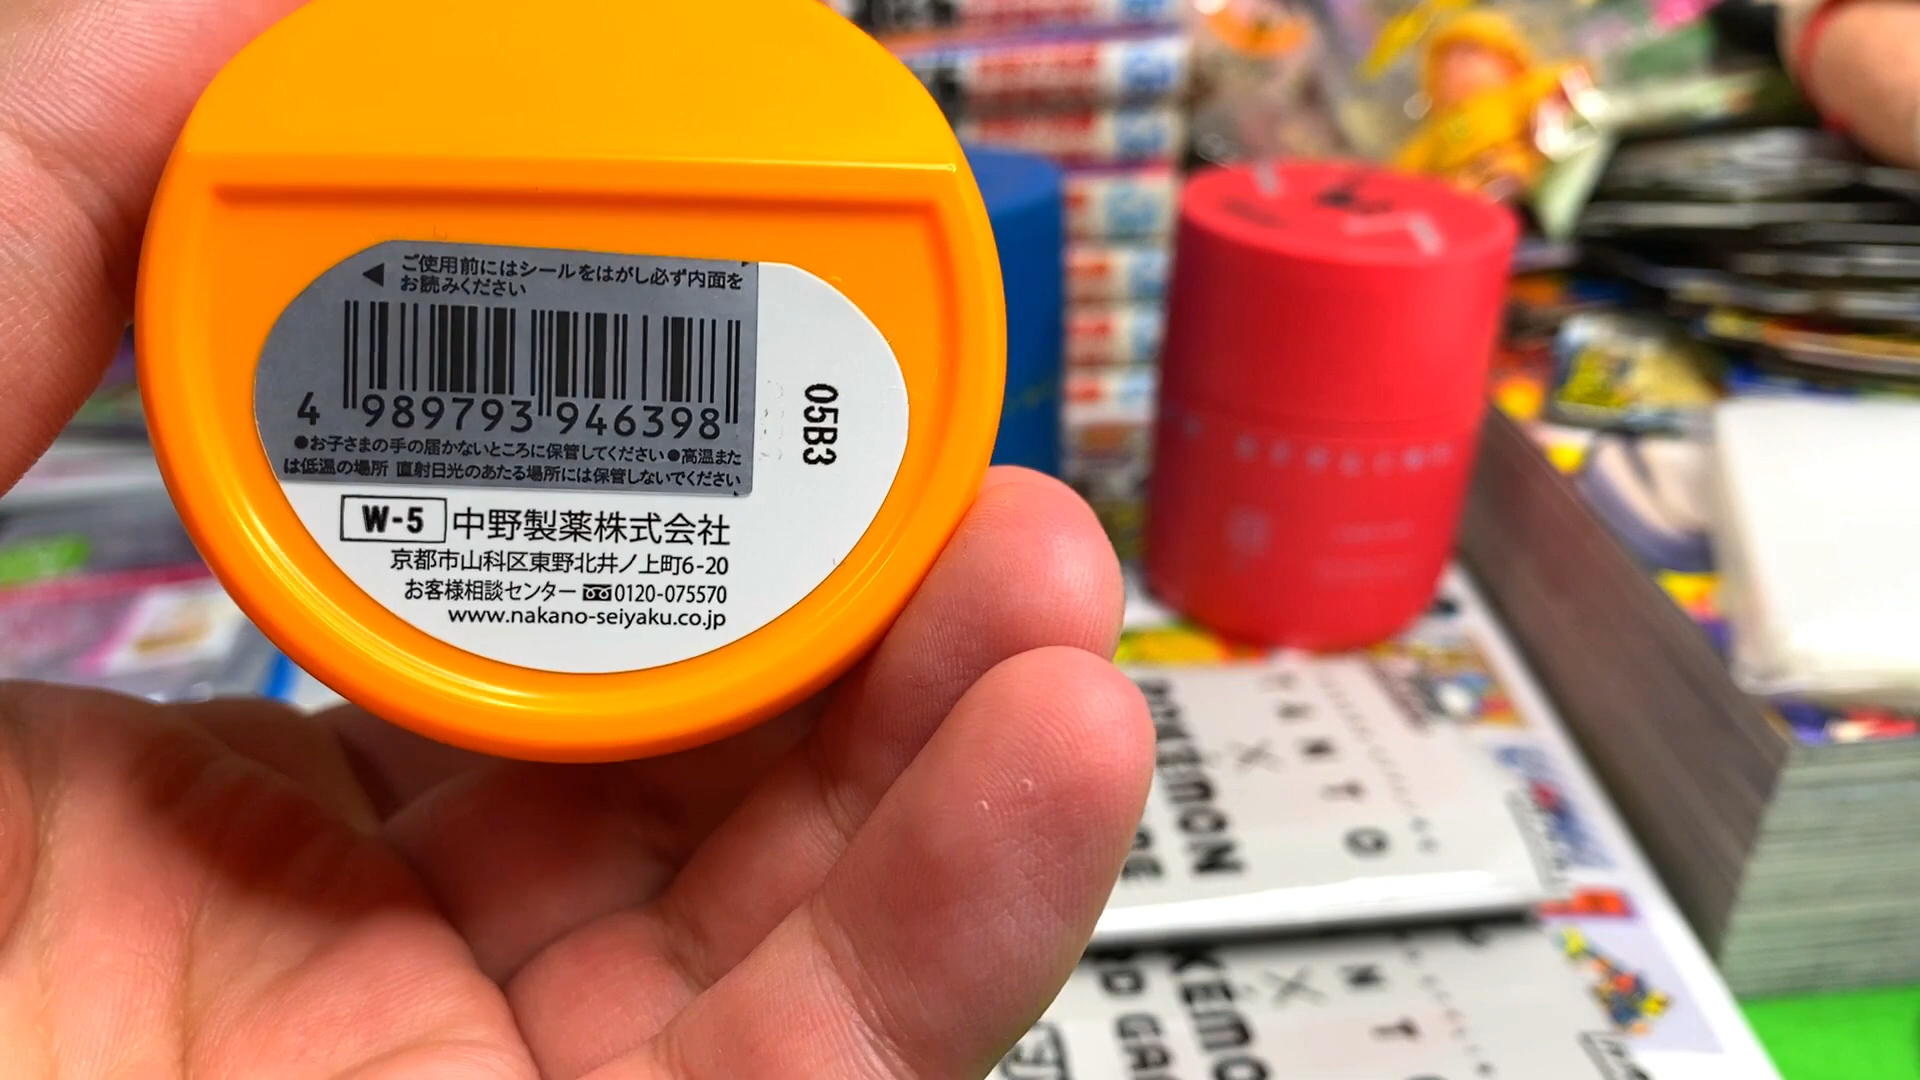 ◀ ご使用前にはシールをはがし必ず内面を
お読みください
4 989793 946398
●お子さまの手の届かないところに保管してください●高温また
は低温の場所 直射日光のあたる場所には保管しないでください
05B3
W-5 中野製薬株式会社
京都市山科区東野北井ノ上町6-20
お客様相談センター 0120-075570
www.nakano-seiyaku.co.jp
YANTO
×
POKÉMON